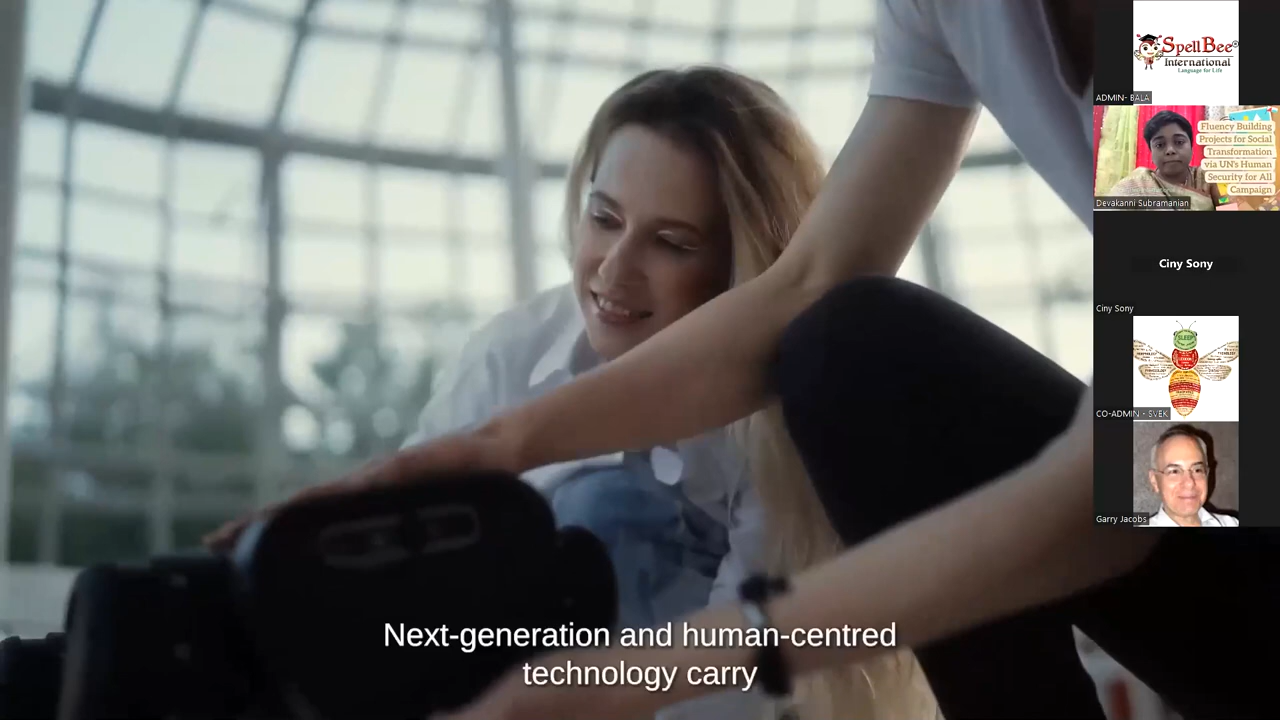 SpellBee®
International
Language for Life
ADMIN- BALA
Fluency Building
Projects for Social
Transformation
via UN's Human
Security for All
Campaign
Devakanni Subramanian
Ciny Sony
Ciny Sony
CO-ADMIN - SVEK
Garry Jacobs
Next-generation and human-centred
technology carry